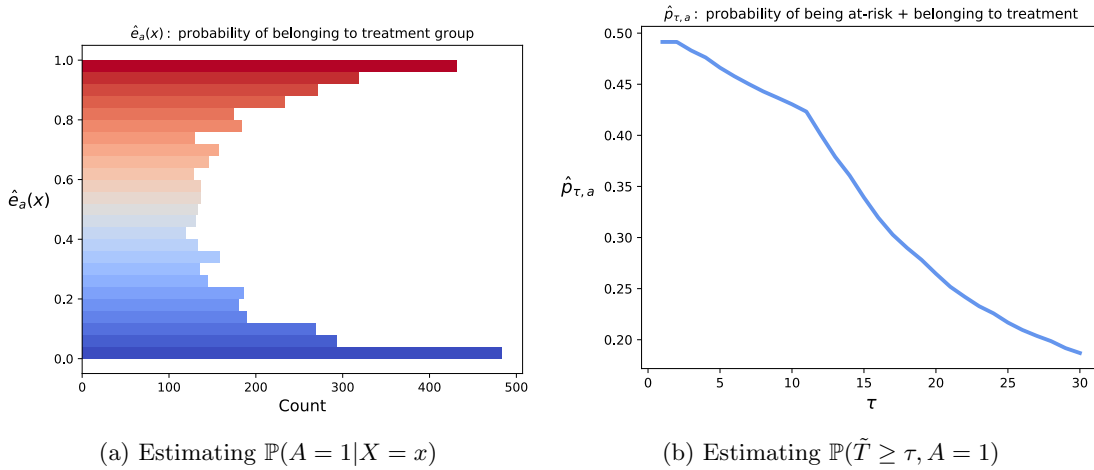 ê_a(x) : probability of belonging to treatment group
1.0
0.8
0.6
ê_a(x)
0.4
0.2
0.0
0 100 200 300 400 500
Count
(a) Estimating ℙ(A = 1|X = x)
p̂_{τ,a} : probability of being at-risk + belonging to treatment
0.50
0.45
0.40
p̂_{τ,a}
0.35
0.30
0.25
0.20
0 5 10 15 20 25 30
τ
(b) Estimating ℙ(T̃ ≥ τ, A = 1)